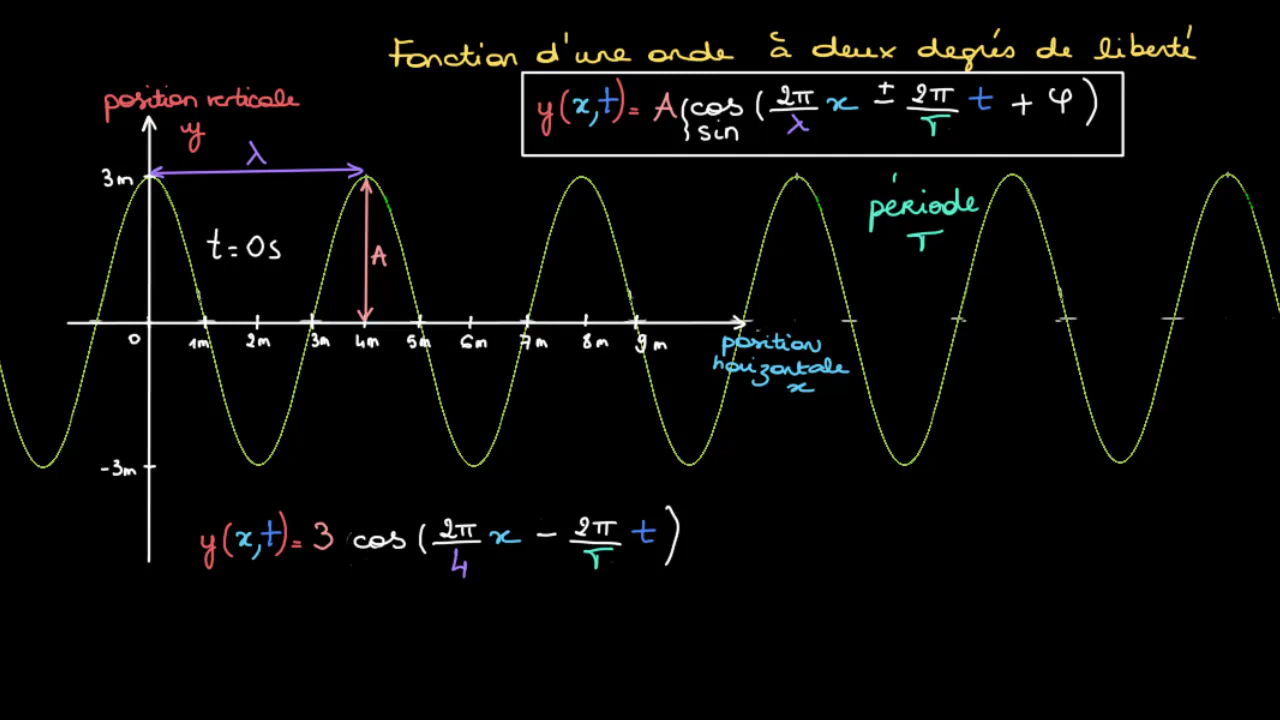 Fonction d'une onde à deux degrés de liberté
position verticale
y
y(x,t)= A{cos sin (2π/λ x ± 2π/T t + φ)
λ
3m
période
T
t=0s
A
0 1m 2m 3m 4m 5m 6m 7m 8m 9m
position
horizontale
x
-3m
y(x,t)= 3 cos(2π/4 x - 2π/T t)